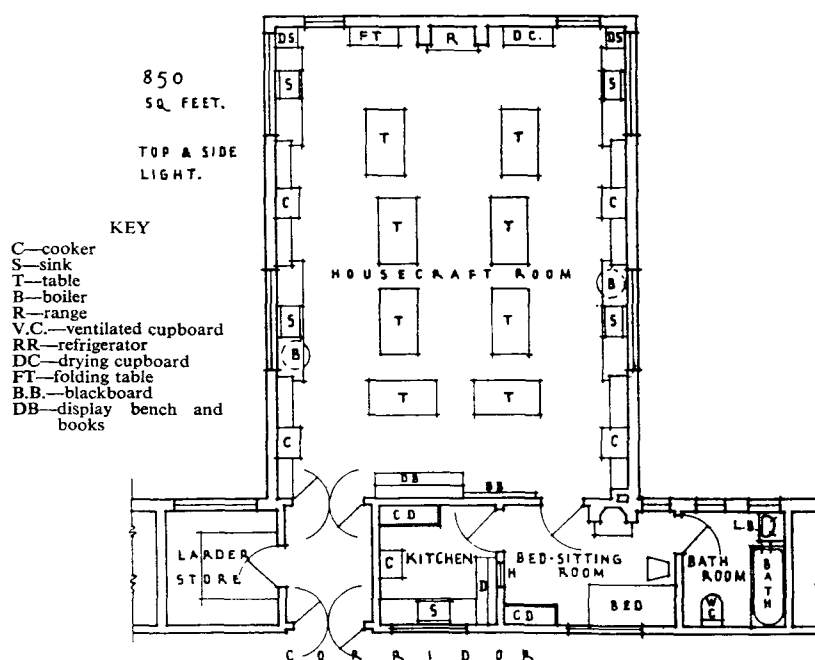 850
SQ FEET.
TOP & SIDE
LIGHT.
KEY
C—cooker
S—sink
T—table
B—boiler
R—range
V.C.—ventilated cupboard
RR—refrigerator
DC—drying cupboard
FT—folding table
B.B.—blackboard
DB—display bench and
books
DS
FT
R
DC.
DS
S
S
T
T
C
C
T
T
HOUSECRAFT ROOM
B
S
T
T
S
B
T
T
C
C
DB
BB
CD
L.B.
LARDER
STORE
C
KITCHEN
D
H
BED-SITTING
ROOM
BATH
ROOM
BATH
S
CD
BED
WC
CORRIDOR